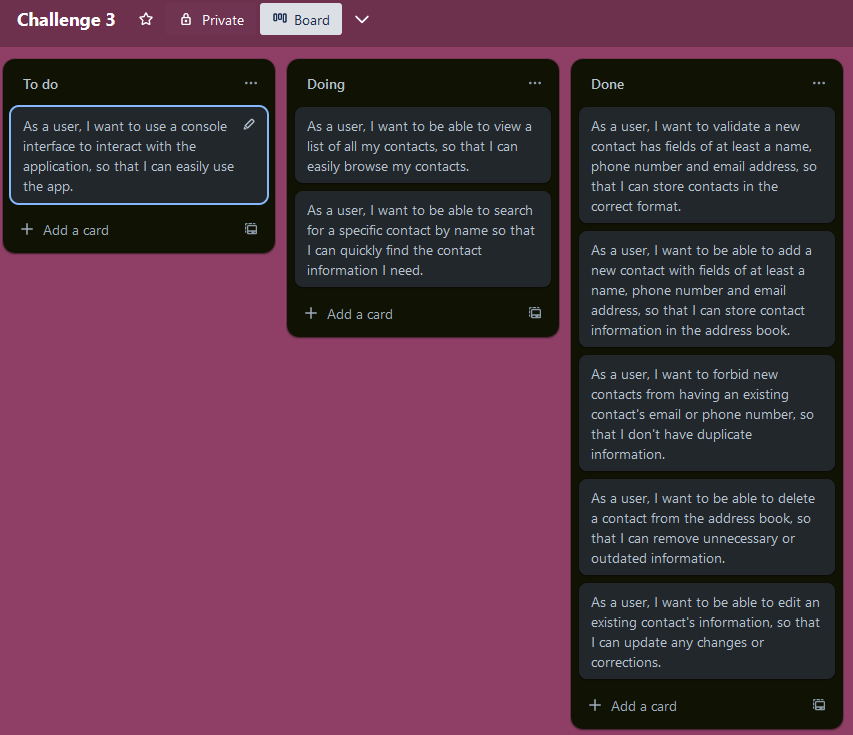 Challenge 3
Private
Board
To do
As a user, I want to use a console
interface to interact with the
application, so that I can easily use
the app.
Add a card
Doing
As a user, I want to be able to view a
list of all my contacts, so that I can
easily browse my contacts.
As a user, I want to be able to search
for a specific contact by name so that
I can quickly find the contact
information I need.
Add a card
Done
As a user, I want to validate a new
contact has fields of at least a name,
phone number and email address, so
that I can store contacts in the
correct format.
As a user, I want to be able to add a
new contact with fields of at least a
name, phone number and email
address, so that I can store contact
information in the address book.
As a user, I want to forbid new
contacts from having an existing
contact's email or phone number, so
that I don't have duplicate
information.
As a user, I want to be able to delete
a contact from the address book, so
that I can remove unnecessary or
outdated information.
As a user, I want to be able to edit an
existing contact's information, so that
I can update any changes or
corrections.
Add a card